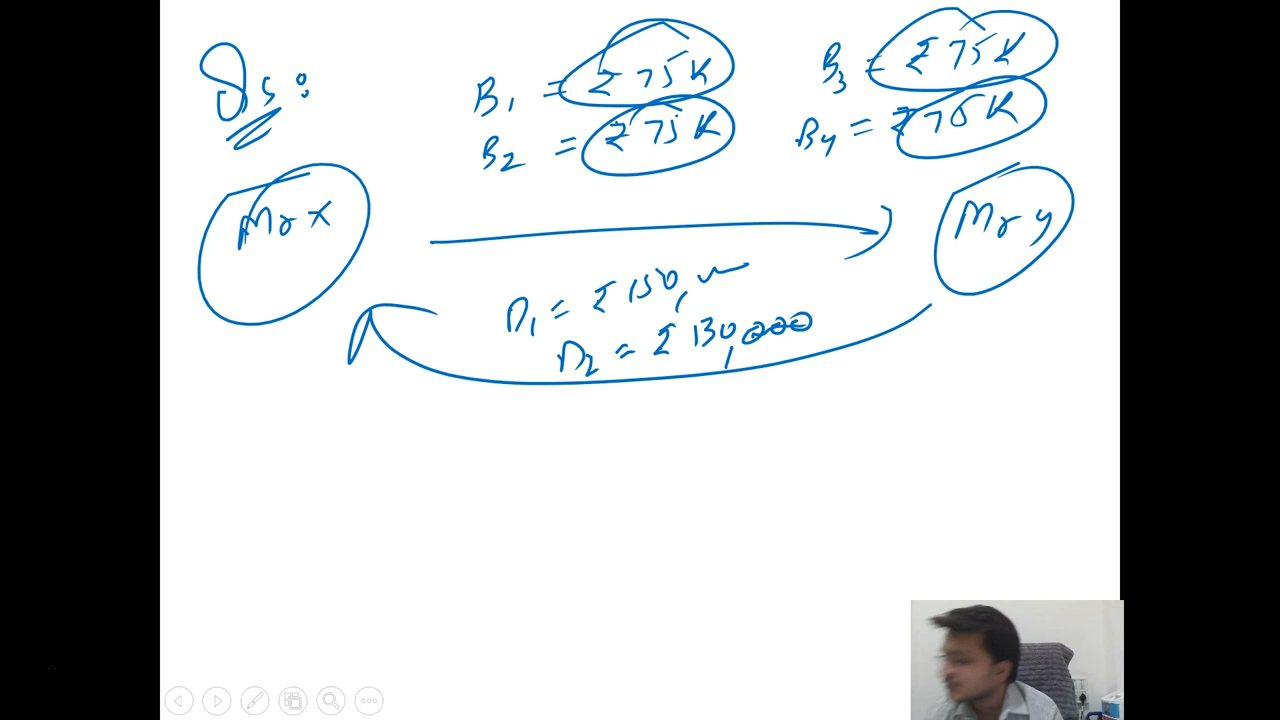 Qs:
B1 = ₹75K
B2 = ₹75K
B3 = ₹75K
B4 = ₹75K
Mr X
Mr Y
D1 = ₹150,
D2 = ₹130,000